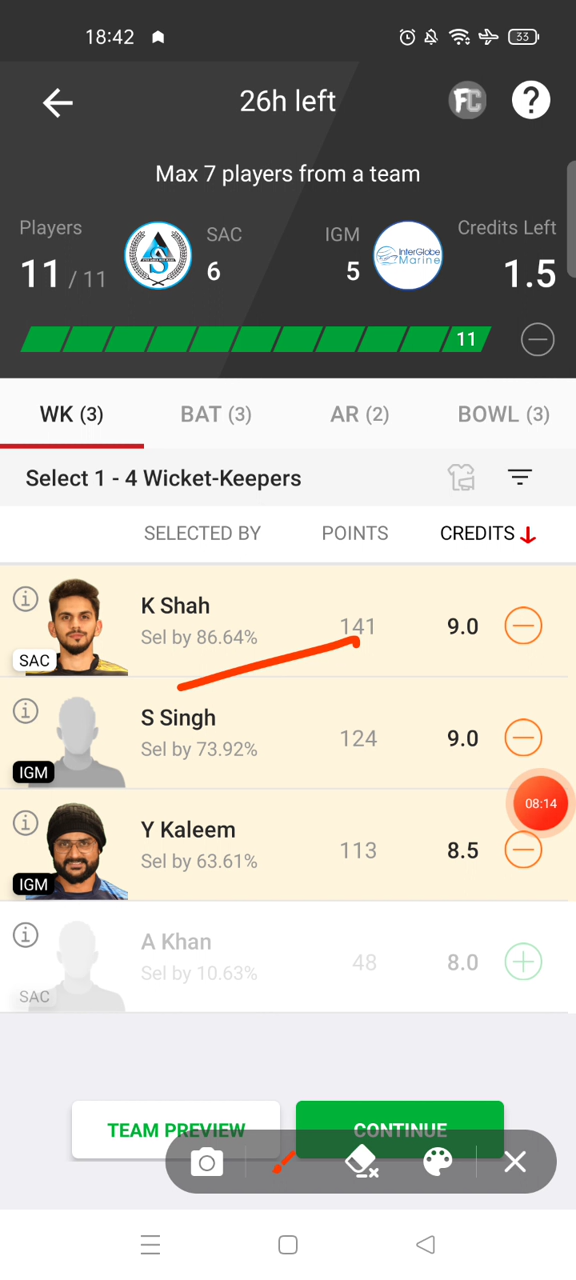 18:42
33
26h left
FC
?
Max 7 players from a team
Players
SAC
IGM
Credits Left
11 / 11
6
5
InterGlobe
Marine
1.5
11
WK (3)
BAT (3)
AR (2)
BOWL (3)
Select 1 - 4 Wicket-Keepers
SELECTED BY
POINTS
CREDITS
K Shah
Sel by 86.64%
141
9.0
SAC
S Singh
Sel by 73.92%
124
9.0
IGM
08:14
Y Kaleem
Sel by 63.61%
113
8.5
IGM
A Khan
Sel by 10.63%
48
8.0
SAC
TEAM PREVIEW
CONTINUE